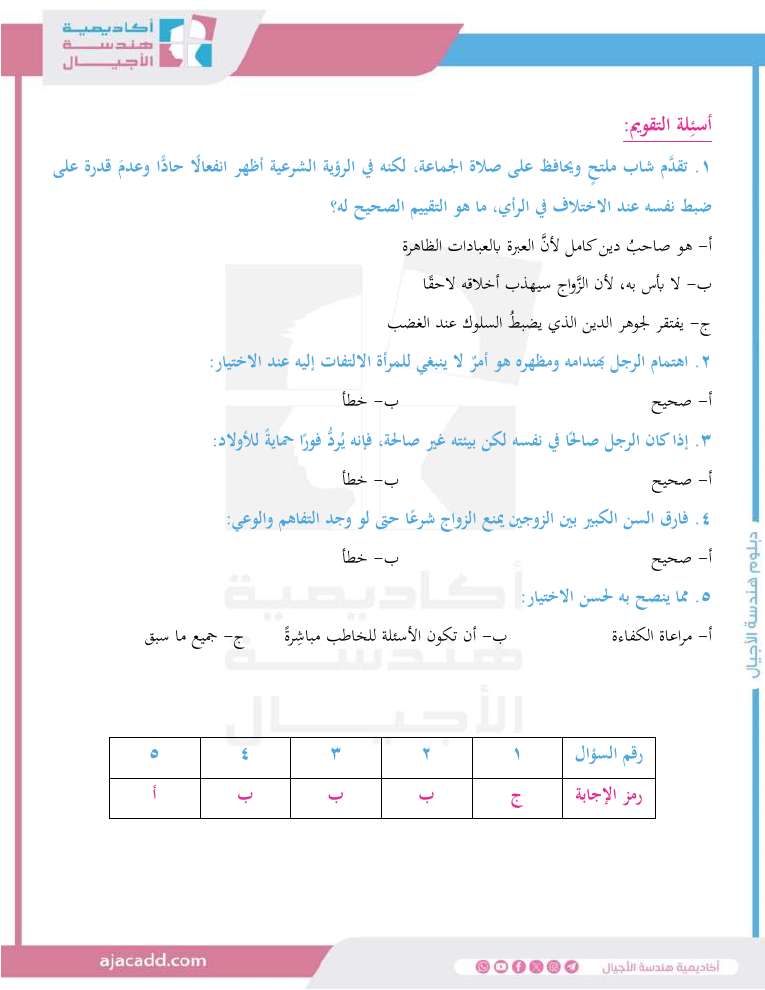 أكاديمية
هندسة
الأجيال
أسئلة التقويم:
١. تقدَّم شاب ملتحٍ ويحافظ على صلاة الجماعة، لكنه في الرؤية الشرعية أظهر انفعالًا حادًّا وعدمَ قدرة على
ضبط نفسه عند الاختلاف في الرأي، ما هو التقييم الصحيح له؟
أ- هو صاحبُ دين كامل لأنَّ العبرة بالعبادات الظاهرة
ب- لا بأس به، لأن الزَّواج سيهذب أخلاقه لاحقًا
ج- يفتقر لجوهر الدين الذي يضبطُ السلوك عند الغضب
٢. اهتمام الرجل بهندامه ومظهره هو أمرٌ لا ينبغي للمرأة الالتفات إليه عند الاختيار:
أ- صحيح ب- خطأ
٣. إذا كان الرجل صالحًا في نفسه لكن بيئته غير صالحة، فإنه يُردُّ فورًا حمايةً للأولاد:
أ- صحيح ب- خطأ
٤. فارق السن الكبير بين الزوجين يمنع الزواج شرعًا حتى لو وجد التفاهم والوعي:
أ- صحيح ب- خطأ
٥. مما ينصح به لحسن الاختيار:
أ- مراعاة الكفاءة ب- أن تكون الأسئلة للخاطب مباشِرةً ج- جميع ما سبق
أكاديمية
هندسة
الأجيال
رقم السؤال ١ ٢ ٣ ٤ ٥
رمز الإجابة ج ب ب ب أ
دبلوم هندسة الأجيال
ajacadd.com
أكاديمية هندسة الأجيال